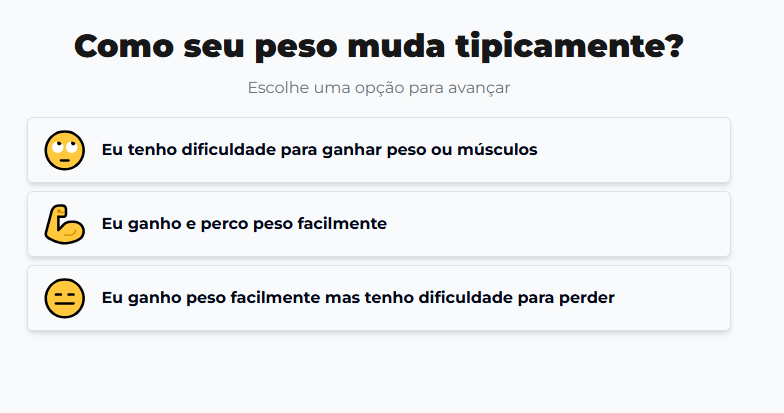 Como seu peso muda tipicamente?
Escolhe uma opção para avançar
Eu tenho dificuldade para ganhar peso ou músculos
Eu ganho e perco peso facilmente
Eu ganho peso facilmente mas tenho dificuldade para perder